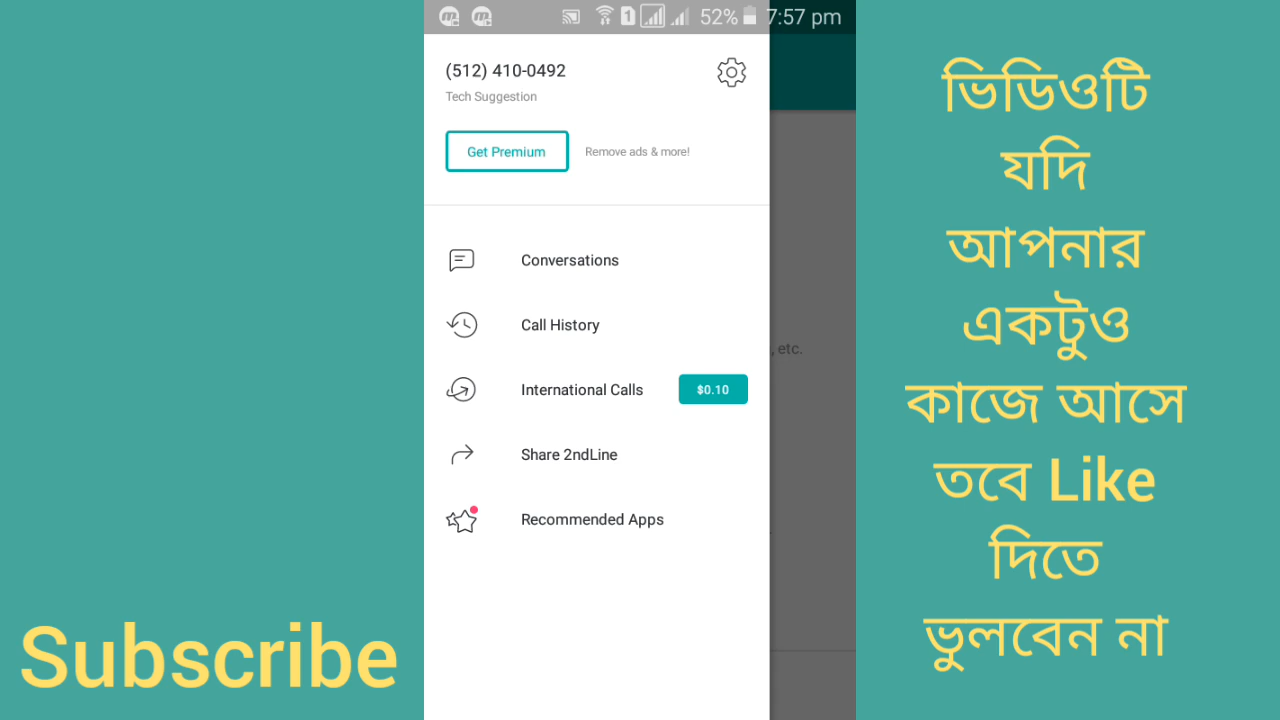 52% 7:57 pm
(512) 410-0492
Tech Suggestion
Get Premium
Remove ads & more!
Conversations
Call History
International Calls $0.10
Share 2ndLine
Recommended Apps
, etc.
Subscribe
ভিডিওটি
যদি
আপনার
একটুও
কাজে আসে
তবে Like
দিতে
ভুলবেন না